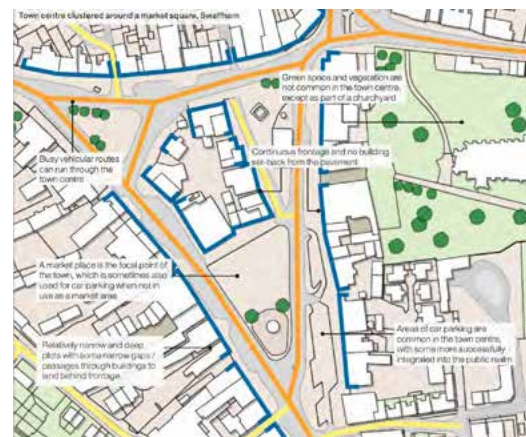 Town centre clustered around a market square, Swaffham
Green space and vegetation are
not common in the town centre,
except as part of a churchyard
Busy vehicular routes
can run through the
town centre
Continuous frontage and no building
set-back from the pavement
A market place is the focal point of
the town, which is sometimes also
used for car parking when not in
use as a market area
Relatively narrow and deep
plots with some narrow gaps /
passages through buildings to
land behind frontage.
Areas of car parking are
common in the town centre,
with some more successfully
integrated into the public realm